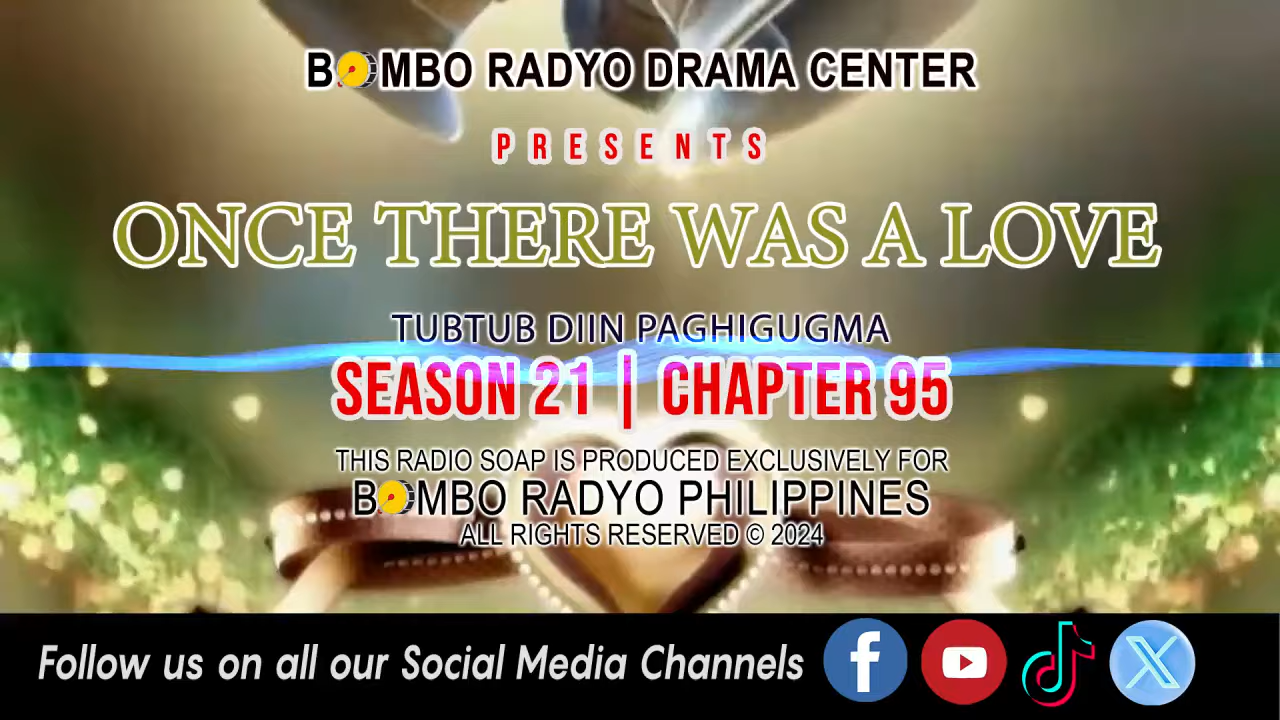 BOMBO RADYO DRAMA CENTER
PRESENTS
ONCE THERE WAS A LOVE
TUBTUB DIIN PAGHIGUGMA
SEASON 21 | CHAPTER 95
THIS RADIO SOAP IS PRODUCED EXCLUSIVELY FOR
BOMBO RADYO PHILIPPINES
ALL RIGHTS RESERVED © 2024
Follow us on all our Social Media Channels